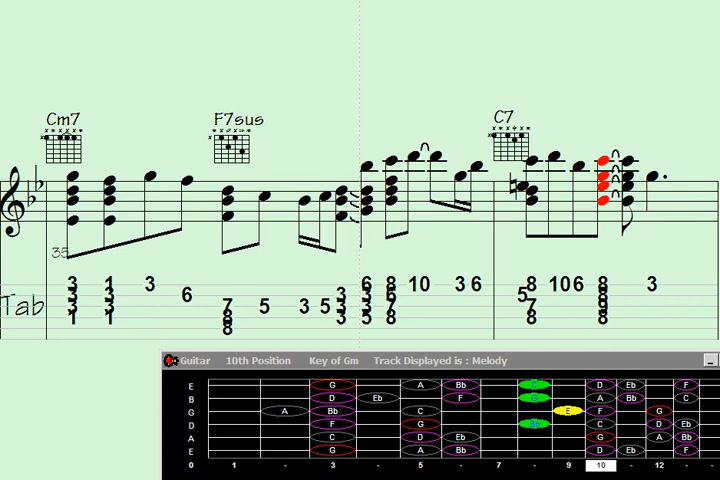 Cm7 F7sus C7
35
3 1 3 6 8 10 3 6 8 10 6 8 3
3 3 6 3 3 6 5 8
3 3 7 5 3 5 3 3 7 7 9
1 1 8 3 5 8 8 8
8
Tab
Guitar 10th Position Key of Gm Track Displayed is : Melody
E G A Bb G D Eb F
B D Eb F G A Bb C
G A Bb C E F G
D F G Bb C D Eb
A C D Eb G A Bb
E G A Bb D Eb F
0 1 - 3 - 5 - 7 - 9 10 - 12 -